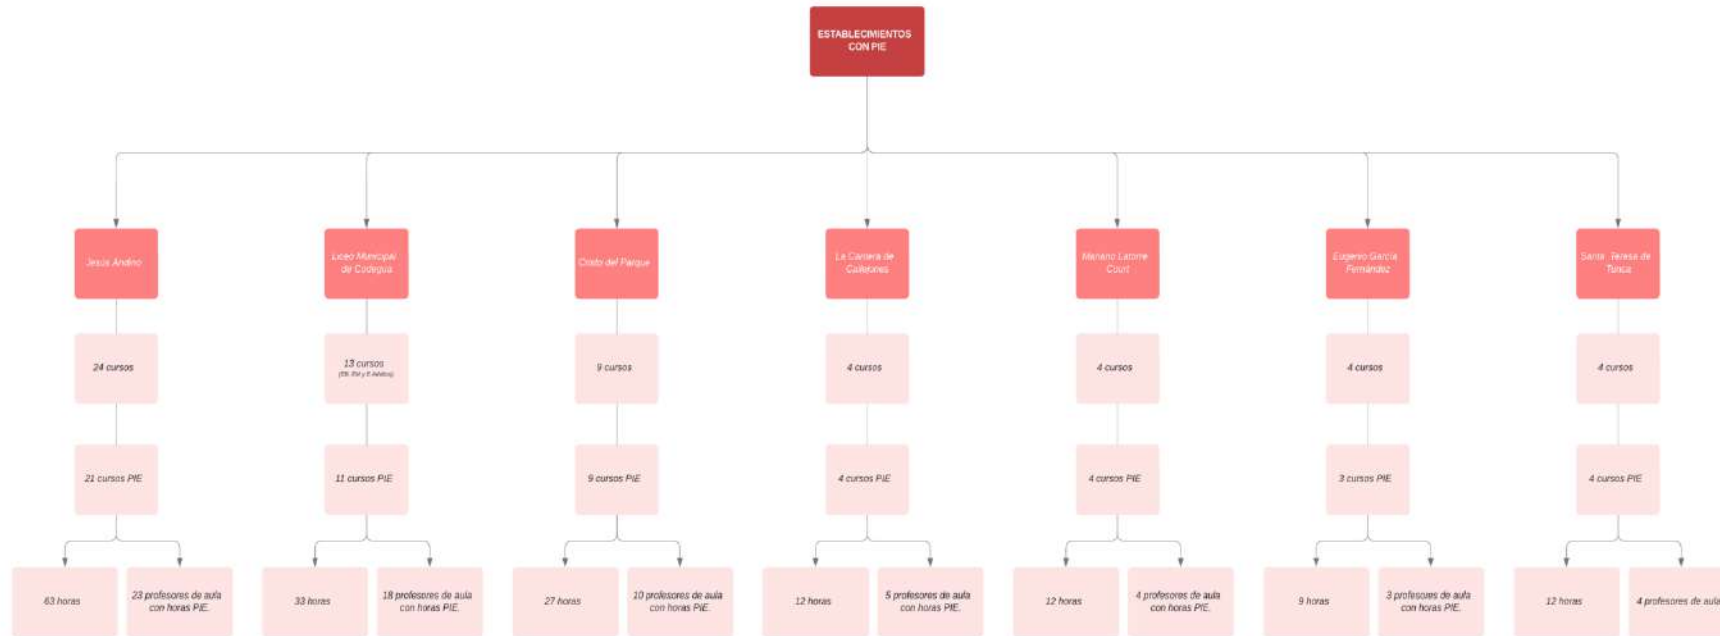 ESTABLECIMIENTOS
CON PIE
Jesús Andino
Liceo Municipal
de Codegua
Cristo del Parque
La Carrera de
Callejones
Mariano Latorre
Court
Eugenio García
Fernández
Santa Teresa de
Tunca
24 cursos
13 cursos
9 cursos
4 cursos
4 cursos
4 cursos
4 cursos
21 cursos PIE
11 cursos PIE
9 cursos PIE
4 cursos PIE
4 cursos PIE
3 cursos PIE
4 cursos PIE
63 horas
23 profesores de aula
con horas PIE.
33 horas
18 profesores de aula
con horas PIE.
27 horas
10 profesores de aula
con horas PIE.
12 horas
5 profesores de aula
con horas PIE.
12 horas
4 profesores de aula
con horas PIE.
9 horas
3 profesores de aula
con horas PIE.
12 horas
4 profesores de aula